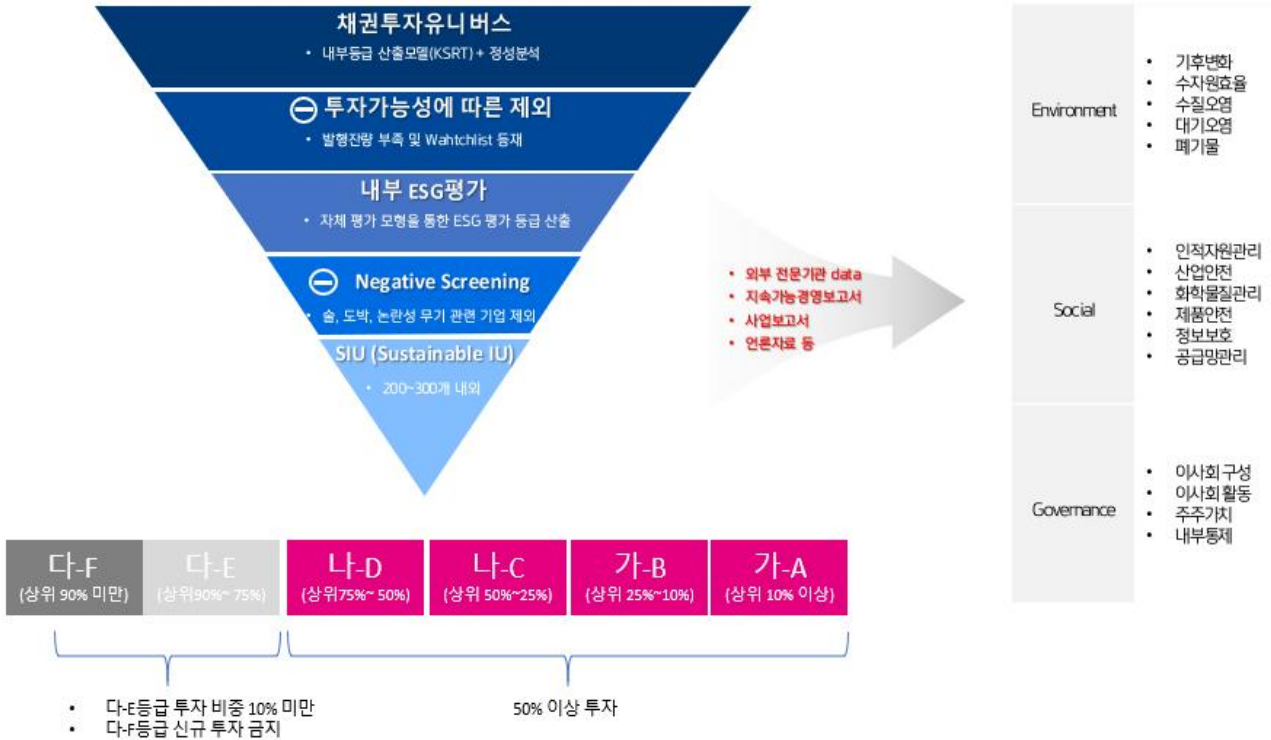 채권투자유니버스
• 내부등급 산출모델(KSRT) + 정성분석
투자가능성에 따른 제외
• 발행잔량 부족 및 Wahtchlist 등재
내부 ESG평가
• 자체 평가 모형을 통한 ESG 평가 등급 산출
Negative Screening
• 술, 도박, 논란성 무기 관련 기업 제외
SIU (Sustainable IU)
• 200~300개 내외
• 외부 전문기관 data
• 지속가능경영보고서
• 사업보고서
• 언론자료 등
Environment
• 기후변화
• 수자원효율
• 수질오염
• 대기오염
• 폐기물
Social
• 인적자원관리
• 산업안전
• 화학물질관리
• 제품안전
• 정보보호
• 공급망관리
Governance
• 이사회 구성
• 이사회 활동
• 주주가치
• 내부통제
다-F
(상위 90% 미만)
다-E
(상위90%~ 75%)
나-D
(상위75%~ 50%)
나-C
(상위 50%~25%)
가-B
(상위 25%~10%)
가-A
(상위 10% 이상)
• 다-E등급 투자 비중 10% 미만
• 다-F등급 신규 투자 금지
50% 이상 투자